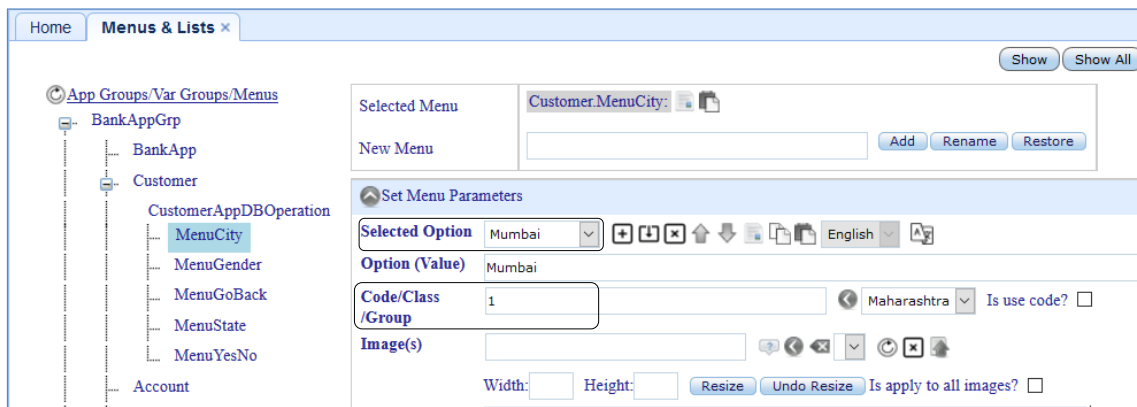 Home Menus & Lists ×
Show Show All
App Groups/Var Groups/Menus
BankAppGrp
BankApp
Customer
CustomerAppDBOperation
MenuCity
MenuGender
MenuGoBack
MenuState
MenuYesNo
Account
Selected Menu Customer.MenuCity:
New Menu Add Rename Restore
Set Menu Parameters
Selected Option Mumbai English
Option (Value) Mumbai
Code/Class
/Group 1 Maharashtra Is use code?
Image(s)
Width: Height: Resize Undo Resize Is apply to all images?